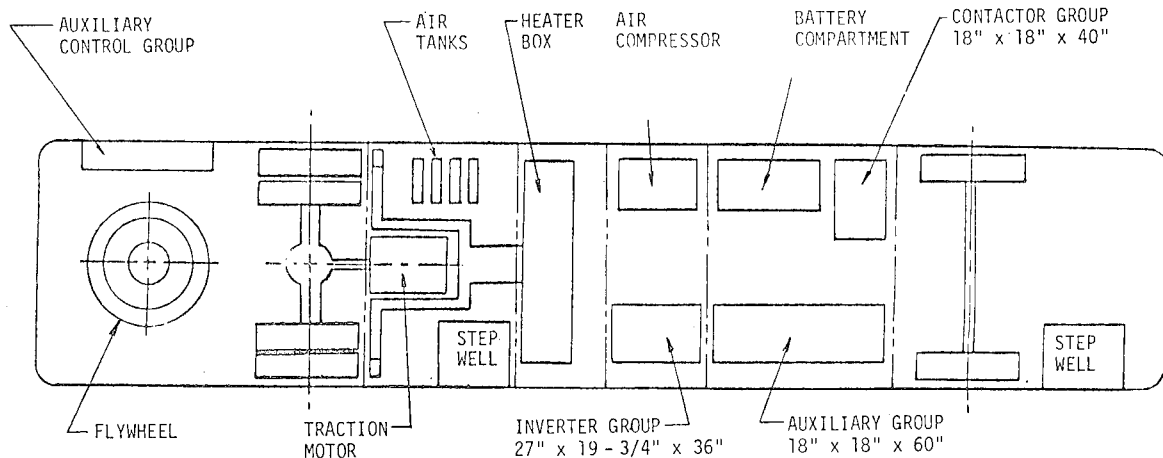 AUXILIARY
CONTROL GROUP
AIR
TANKS
HEATER
BOX
AIR
COMPRESSOR
BATTERY
COMPARTMENT
CONTACTOR GROUP
18" x 18" x 40"
STEP
WELL
STEP
WELL
FLYWHEEL
TRACTION
MOTOR
INVERTER GROUP
27" x 19 - 3/4" x 36"
AUXILIARY GROUP
18" x 18" x 60"